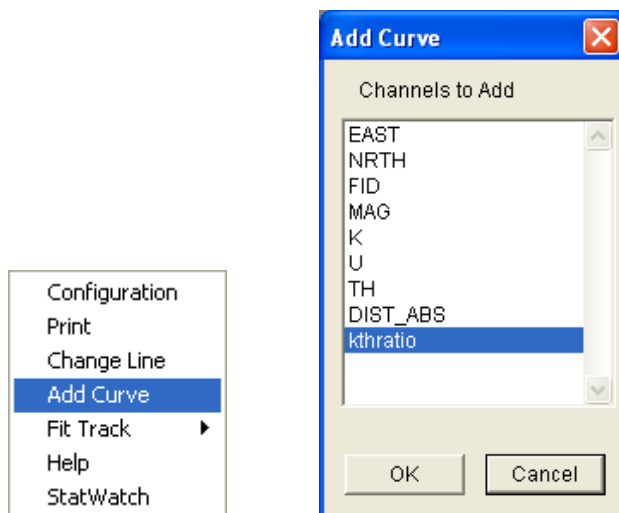 Configuration
Print
Change Line
Add Curve
Fit Track
Help
StatWatch
Add Curve
Channels to Add
EAST
NRTH
FID
MAG
K
U
TH
DIST_ABS
kthratio
OK Cancel